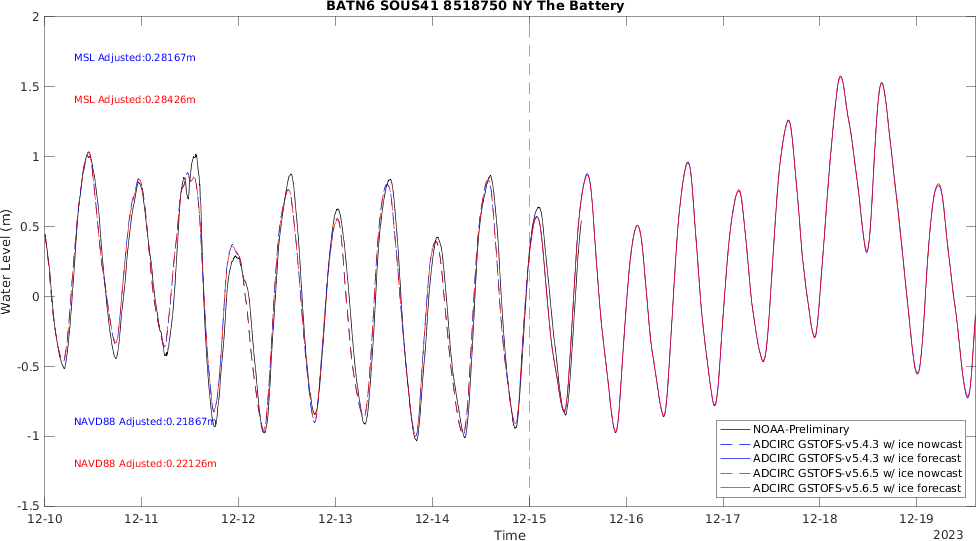 BATN6 SOUS41 8518750 NY The Battery
2
1.5
1
0.5
0
-0.5
-1
-1.5
Water Level (m)
MSL Adjusted:0.28167m
MSL Adjusted:0.28426m
NAVD88 Adjusted:0.21867m
NAVD88 Adjusted:0.22126m
NOAA-Preliminary
ADCIRC GSTOFS-v5.4.3 w/ ice nowcast
ADCIRC GSTOFS-v5.4.3 w/ ice forecast
ADCIRC GSTOFS-v5.6.5 w/ ice nowcast
ADCIRC GSTOFS-v5.6.5 w/ ice forecast
12-10 12-11 12-12 12-13 12-14 12-15 12-16 12-17 12-18 12-19
Time
2023